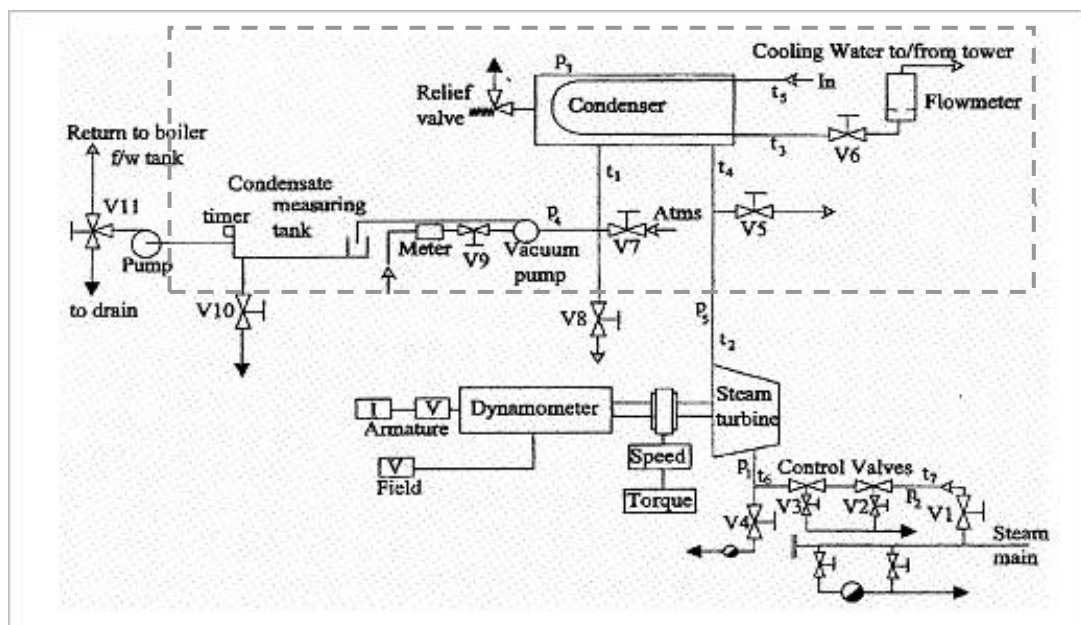 Cooling Water to/from tower
P3
In
t5
Relief
valve
Condenser
Flowmeter
Return to boiler
f/w tank
t3
V6
t1
t4
Condensate
measuring
tank
V11
timer
P4
Atms
V5
Meter
V9
Vacuum
pump
V7
Pump
to drain
V10
V8
P5
t2
Steam
turbine
Dynamometer
I
V
Armature
Speed
V
Field
P1
t6
Control Valves
t7
Torque
V3
V2
P2
V1
V4
Steam
main